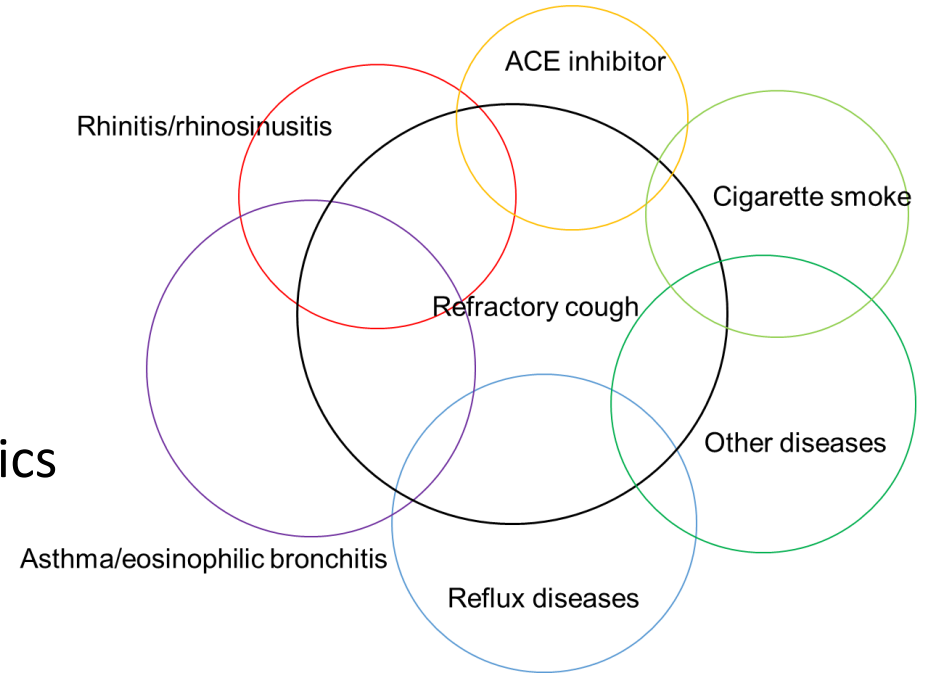 ACE inhibitor
Rhinitis/rhinosinusitis
Cigarette smoke
Refractory cough
Other diseases
ics
Asthma/eosinophilic bronchitis
Reflux diseases